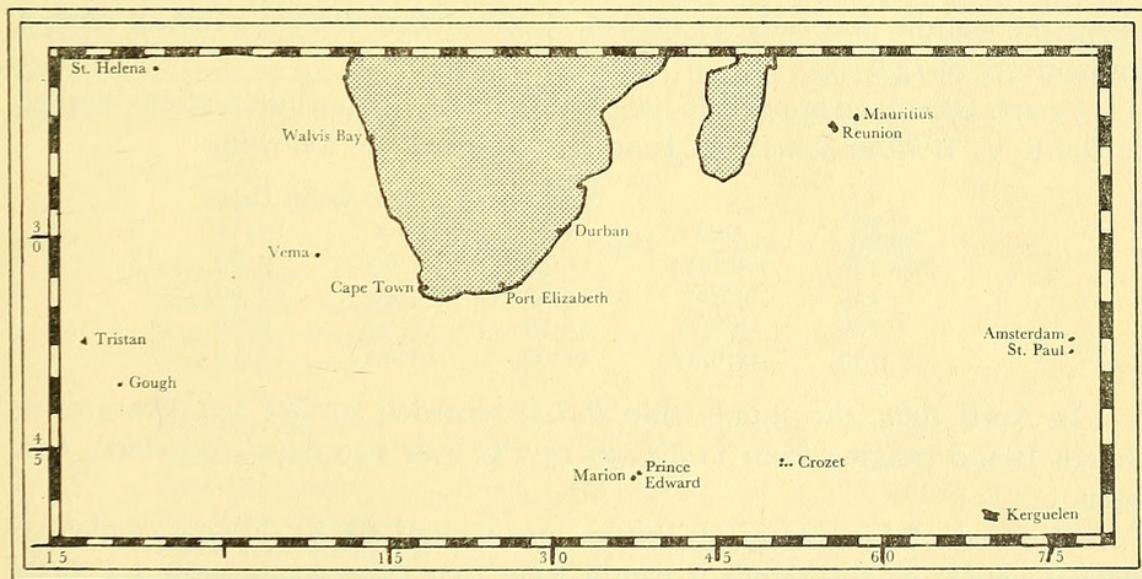 St. Helena
Mauritius
Reunion
Walvis Bay
30
Durban
Vema
Cape Town
Port Elizabeth
Tristan
Amsterdam
St. Paul
Gough
45
Marion
Prince
Edward
Crozet
Kerguelen
15
15
30
45
60
75